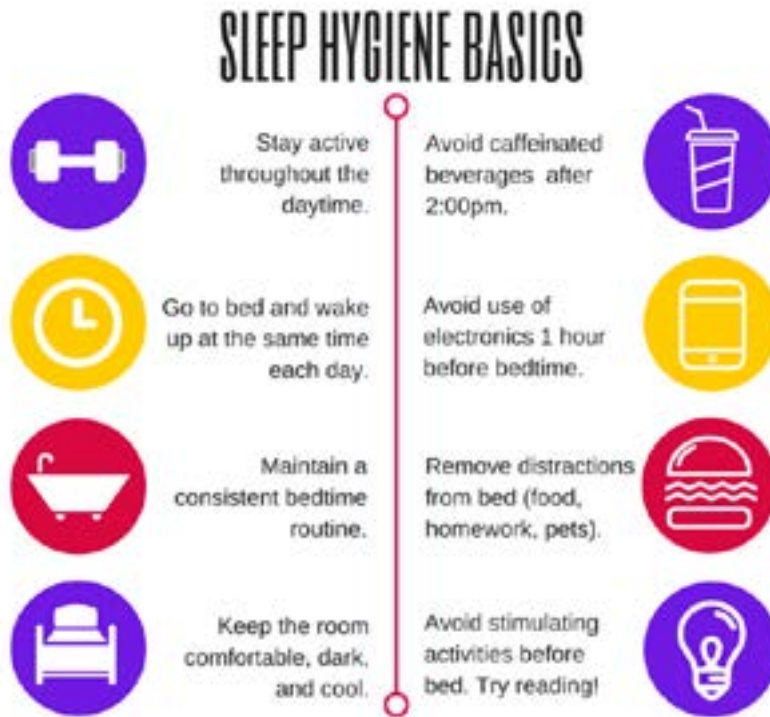 SLEEP HYGIENE BASICS
Stay active
throughout the
daytime.
Go to bed and wake
up at the same time
each day.
Maintain a
consistent bedtime
routine.
Keep the room
comfortable, dark,
and cool.
Avoid caffeinated
beverages after
2:00pm.
Avoid use of
electronics 1 hour
before bedtime.
Remove distractions
from bed (food,
homework, pets).
Avoid stimulating
activities before
bed. Try reading!